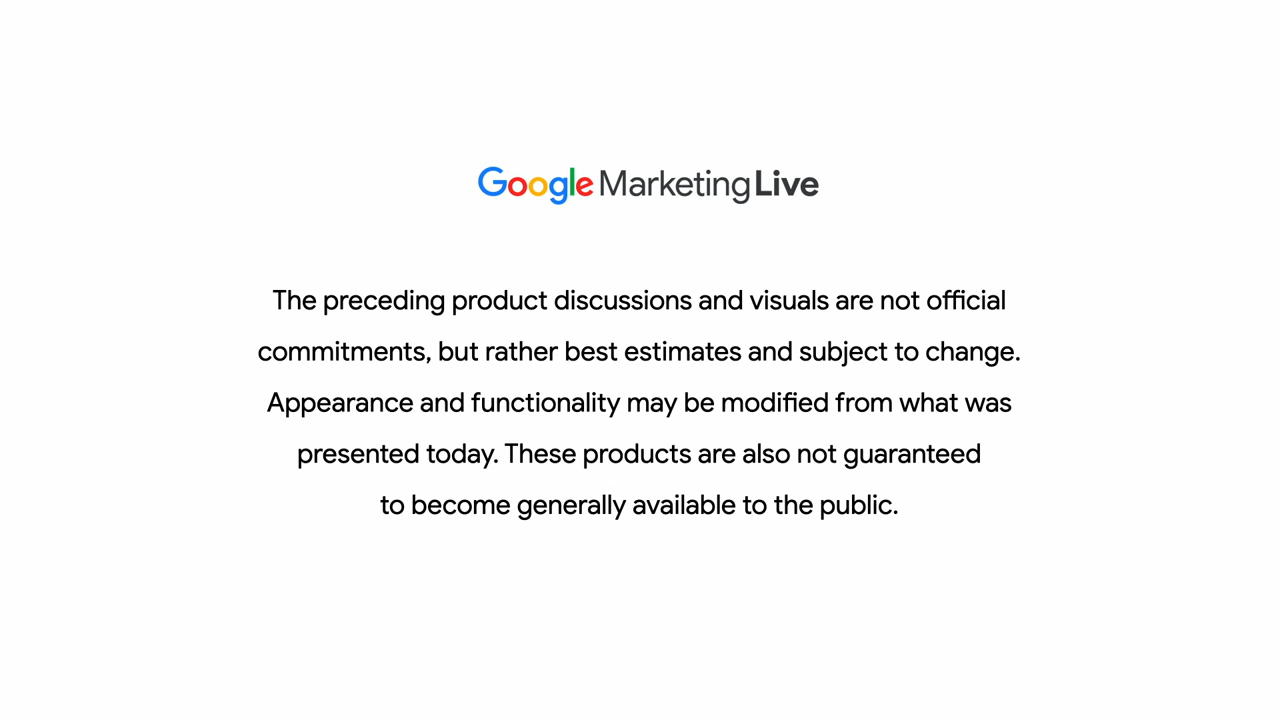 Google Marketing Live
The preceding product discussions and visuals are not official
commitments, but rather best estimates and subject to change.
Appearance and functionality may be modified from what was
presented today. These products are also not guaranteed
to become generally available to the public.